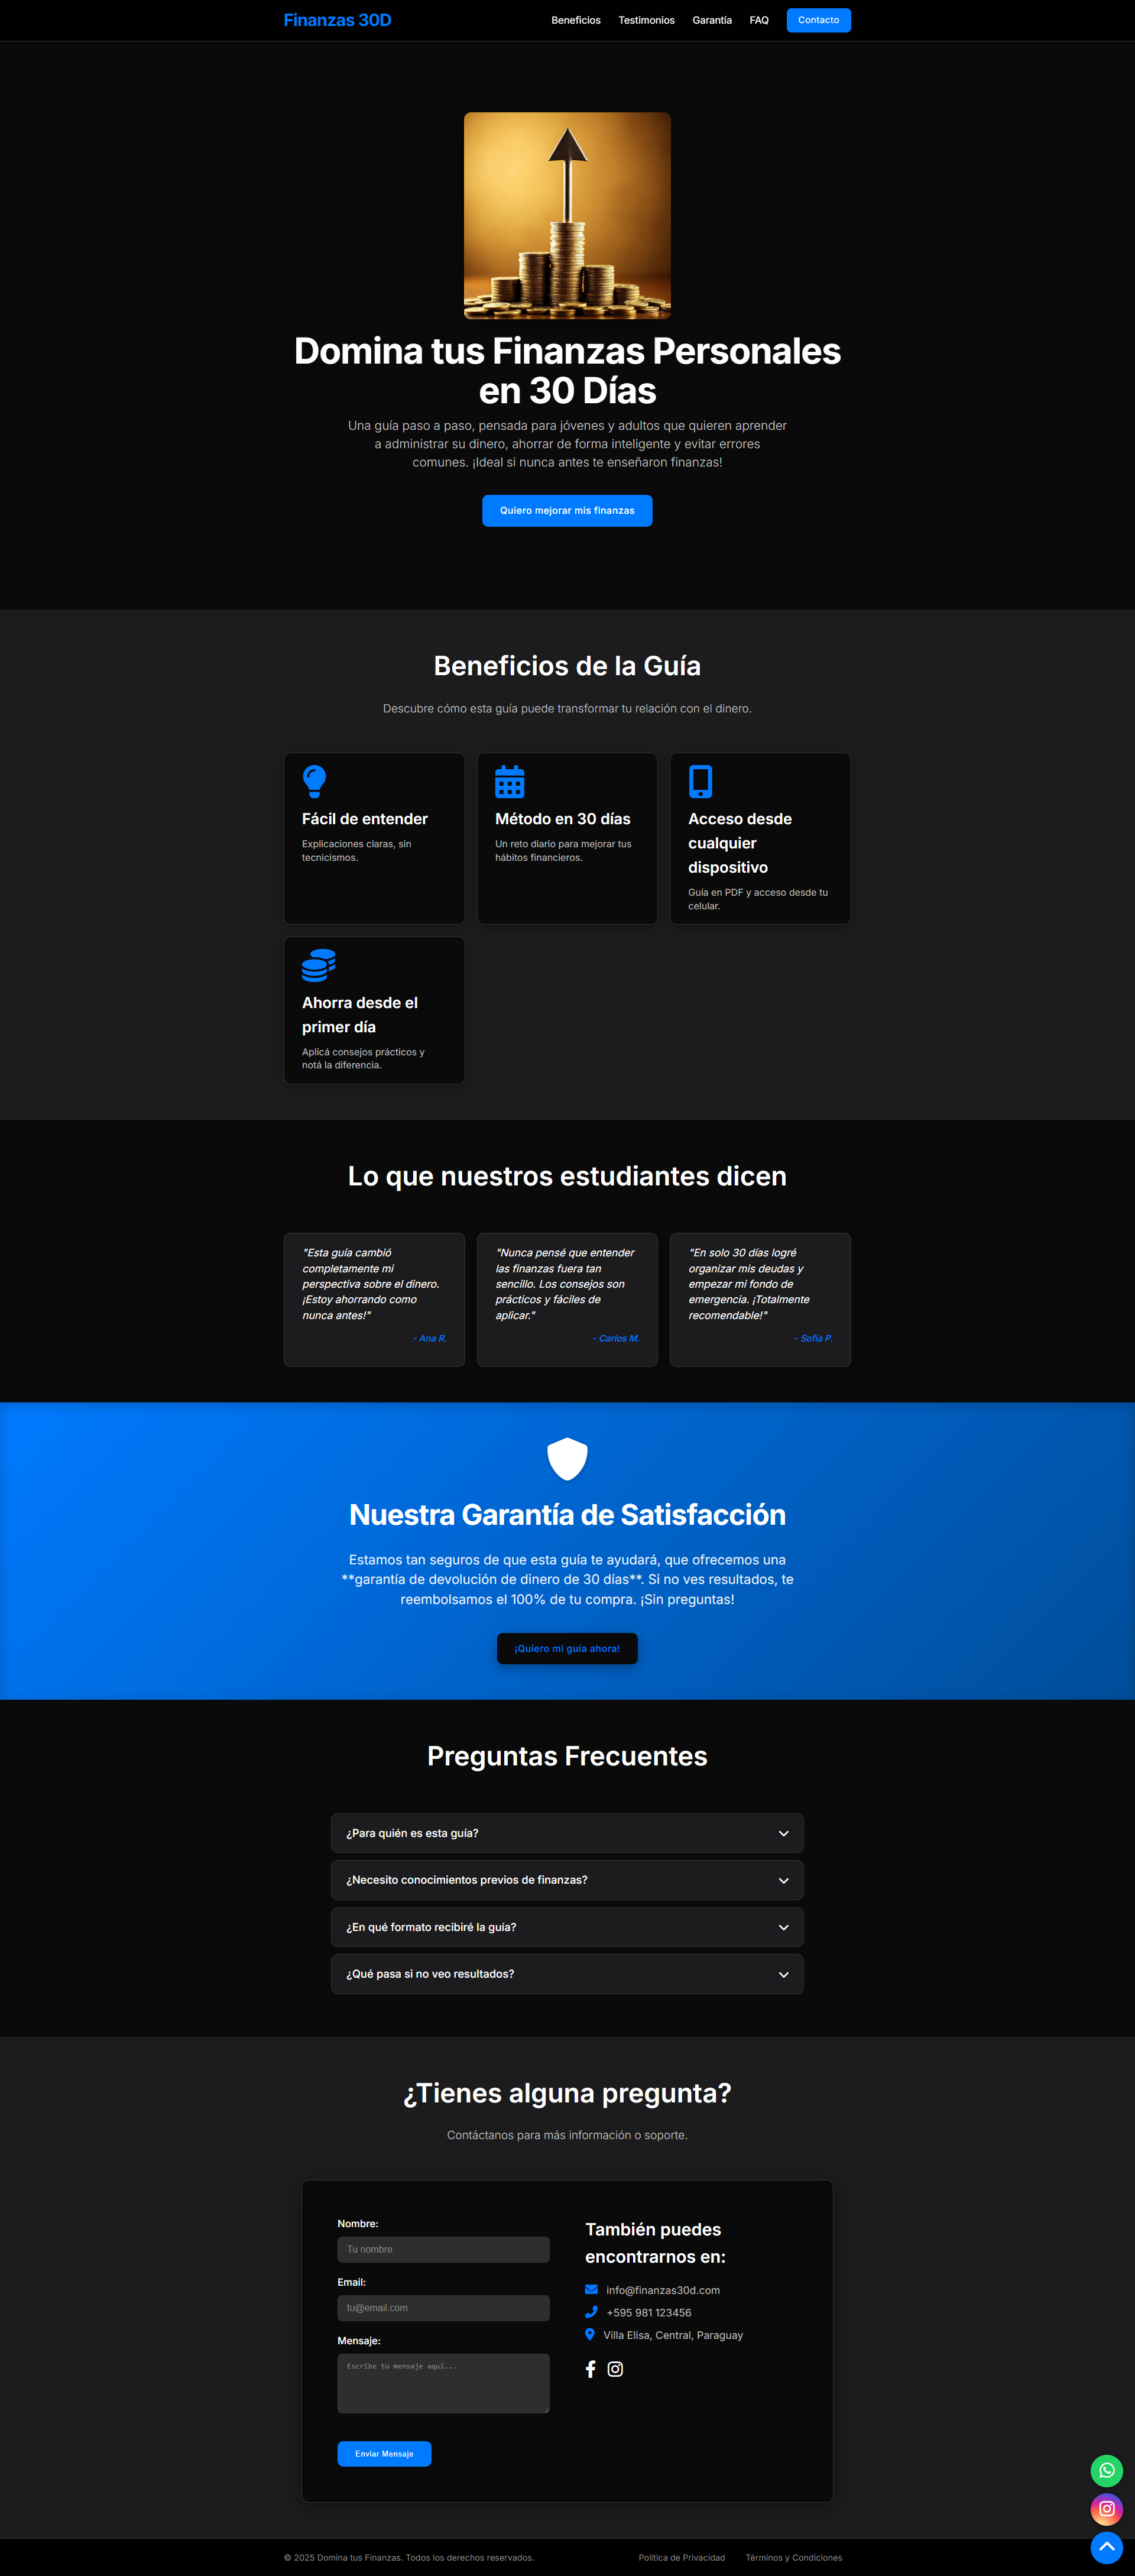 Finanzas 30D
Beneficios
Testimonios
Garantía
FAQ
Contacto
Domina tus Finanzas Personales
en 30 Días
Una guía paso a paso, pensada para jóvenes y adultos que quieren aprender
a administrar su dinero, ahorrar de forma inteligente y evitar errores
comunes. ¡Ideal si nunca antes te enseñaron finanzas!
Quiero mejorar mis finanzas
Beneficios de la Guía
Descubre cómo esta guía puede transformar tu relación con el dinero.
Fácil de entender
Explicaciones claras, sin
tecnicismos.
Método en 30 días
Un reto diario para mejorar tus
hábitos financieros.
Acceso desde
cualquier
dispositivo
Guía en PDF y acceso desde tu
celular.
Ahorra desde el
primer día
Aplicá consejos prácticos y
notá la diferencia.
Lo que nuestros estudiantes dicen
"Esta guía cambió
completamente mi
perspectiva sobre el dinero.
¡Estoy ahorrando como
nunca antes!"
- Ana R.
"Nunca pensé que entender
las finanzas fuera tan
sencillo. Los consejos son
prácticos y fáciles de
aplicar."
- Carlos M.
"En solo 30 días logré
organizar mis deudas y
empezar mi fondo de
emergencia. ¡Totalmente
recomendable!"
- Sofía P.
Nuestra Garantía de Satisfacción
Estamos tan seguros de que esta guía te ayudará, que ofrecemos una
**garantía de devolución de dinero de 30 días**. Si no ves resultados, te
reembolsamos el 100% de tu compra. ¡Sin preguntas!
¡Quiero mi guía ahora!
Preguntas Frecuentes
¿Para quién es esta guía?
¿Necesito conocimientos previos de finanzas?
¿En qué formato recibiré la guía?
¿Qué pasa si no veo resultados?
¿Tienes alguna pregunta?
Contáctanos para más información o soporte.
Nombre:
Tu nombre
Email:
tu@email.com
Mensaje:
Escribe tu mensaje aquí...
Enviar Mensaje
También puedes
encontrarnos en:
info@finanzas30d.com
+595 981 123456
Villa Elisa, Central, Paraguay
© 2025 Domina tus Finanzas. Todos los derechos reservados.
Política de Privacidad
Términos y Condiciones